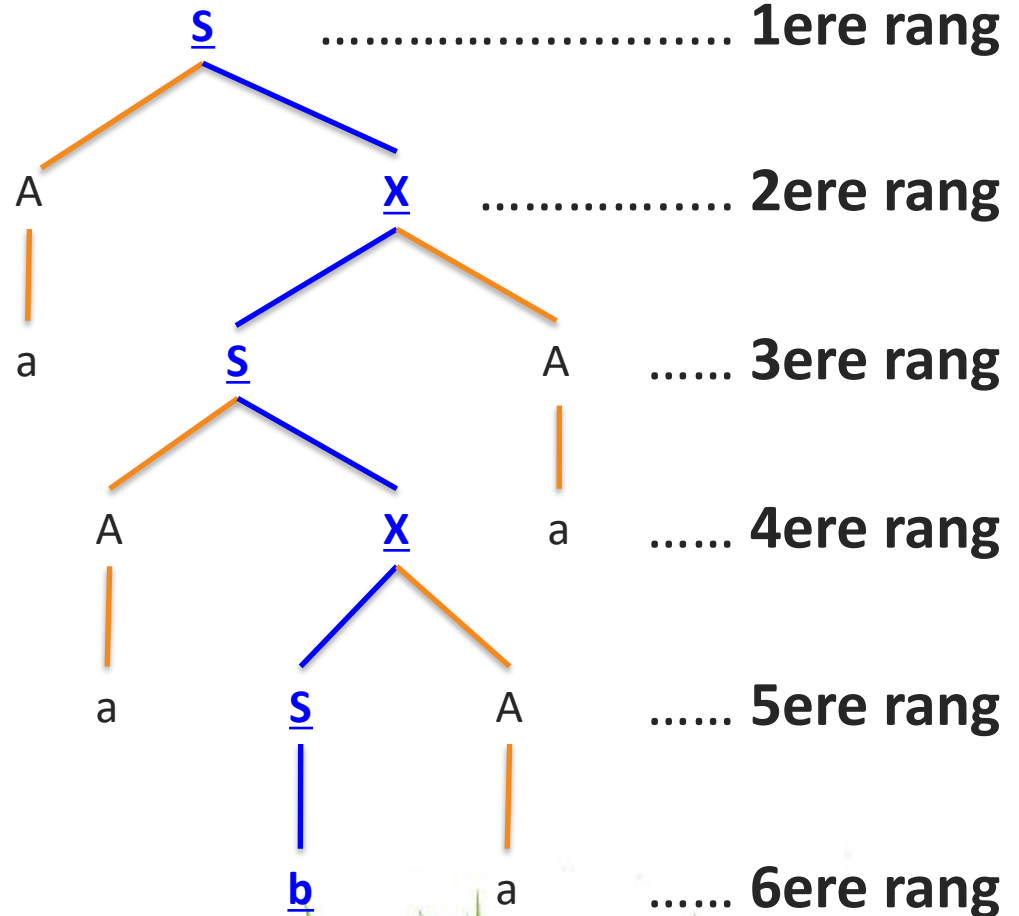 S ............................ 1ere rang
A X ................. 2ere rang
a S A ...... 3ere rang
A X a ...... 4ere rang
a S A ...... 5ere rang
b a ...... 6ere rang